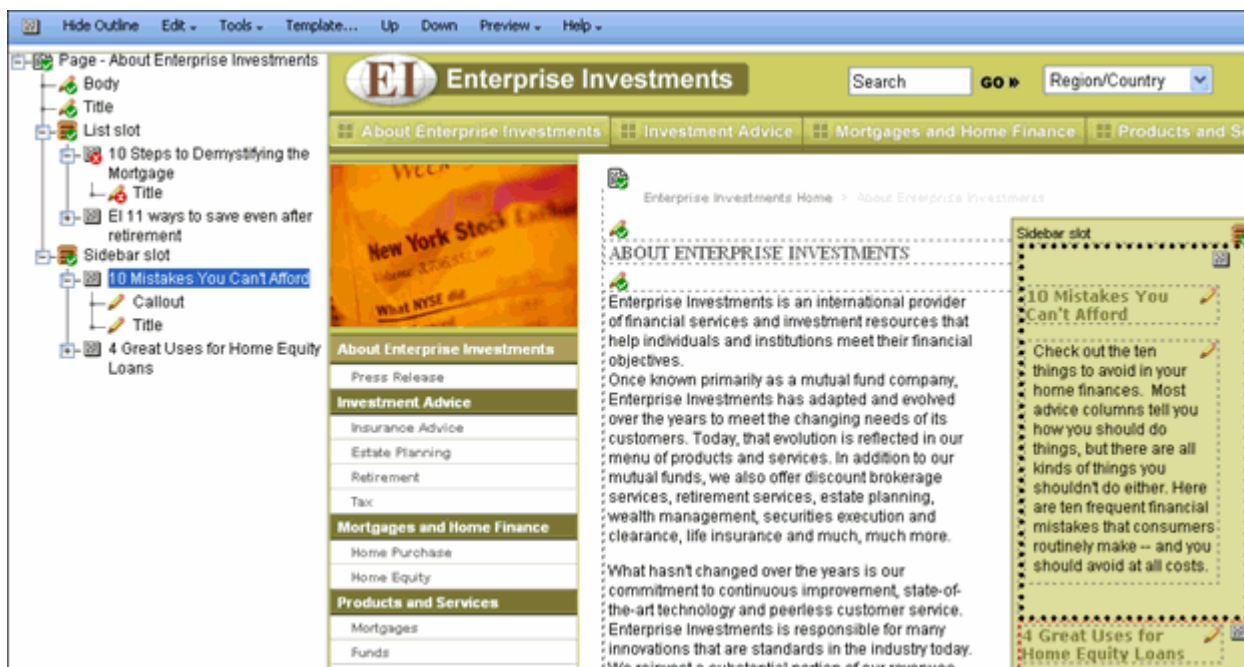 Hide Outline Edit Tools Template... Up Down Preview Help
Page - About Enterprise Investments
Body
Title
List slot
10 Steps to Demystifying the
Mortgage
Title
EI 11 ways to save even after
retirement
Sidebar slot
10 Mistakes You Can't Afford
Callout
Title
4 Great Uses for Home Equity
Loans
EI Enterprise Investments
Search GO Region/Country
About Enterprise Investments Investment Advice Mortgages and Home Finance Products and S
New York Stock
What NYSE did
About Enterprise Investments
Press Release
Investment Advice
Insurance Advice
Estate Planning
Retirement
Tax
Mortgages and Home Finance
Home Purchase
Home Equity
Products and Services
Mortgages
Funds
Enterprise Investments Home > About Enterprise Investments
ABOUT ENTERPRISE INVESTMENTS
Enterprise Investments is an international provider
of financial services and investment resources that
help individuals and institutions meet their financial
objectives.
Once known primarily as a mutual fund company,
Enterprise Investments has adapted and evolved
over the years to meet the changing needs of its
customers. Today, that evolution is reflected in our
menu of products and services. In addition to our
mutual funds, we also offer discount brokerage
services, retirement services, estate planning,
wealth management, securities execution and
clearance, life insurance and much, much more.
What hasn't changed over the years is our
commitment to continuous improvement, state-of-
the-art technology and peerless customer service.
Enterprise Investments is responsible for many
innovations that are standards in the industry today.
We reinvest a substantial portion of our revenues
Sidebar slot
10 Mistakes You
Can't Afford
Check out the ten
things to avoid in your
home finances. Most
advice columns tell you
how you should do
things, but there are all
kinds of things you
shouldn't do either. Here
are ten frequent financial
mistakes that consumers
routinely make -- and you
should avoid at all costs.
4 Great Uses for
Home Equity Loans